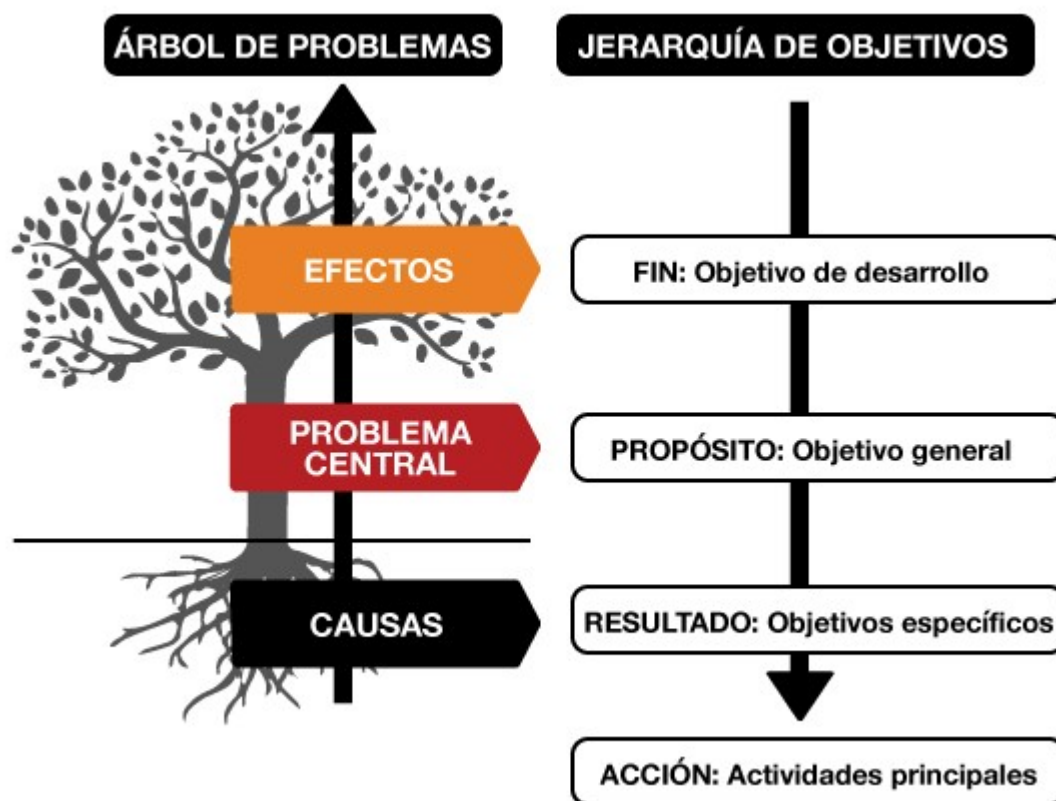 ÁRBOL DE PROBLEMAS
JERARQUÍA DE OBJETIVOS
EFECTOS
FIN: Objetivo de desarrollo
PROBLEMA
CENTRAL
PROPÓSITO: Objetivo general
CAUSAS
RESULTADO: Objetivos específicos
ACCIÓN: Actividades principales